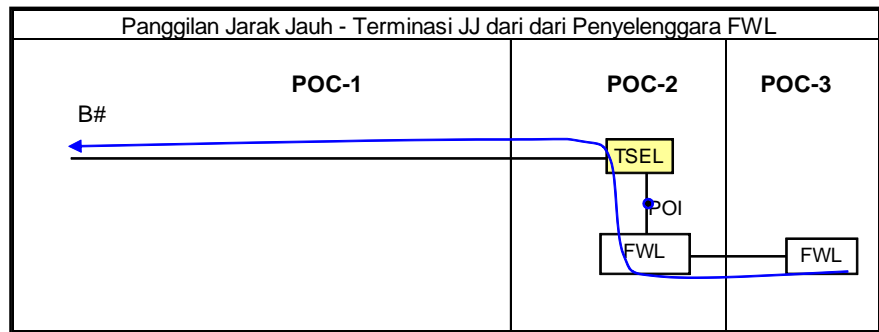 Panggilan Jarak Jauh - Terminasi JJ dari dari Penyelenggara FWL
POC-1 POC-2 POC-3
B#
TSEL
POI
FWL FWL